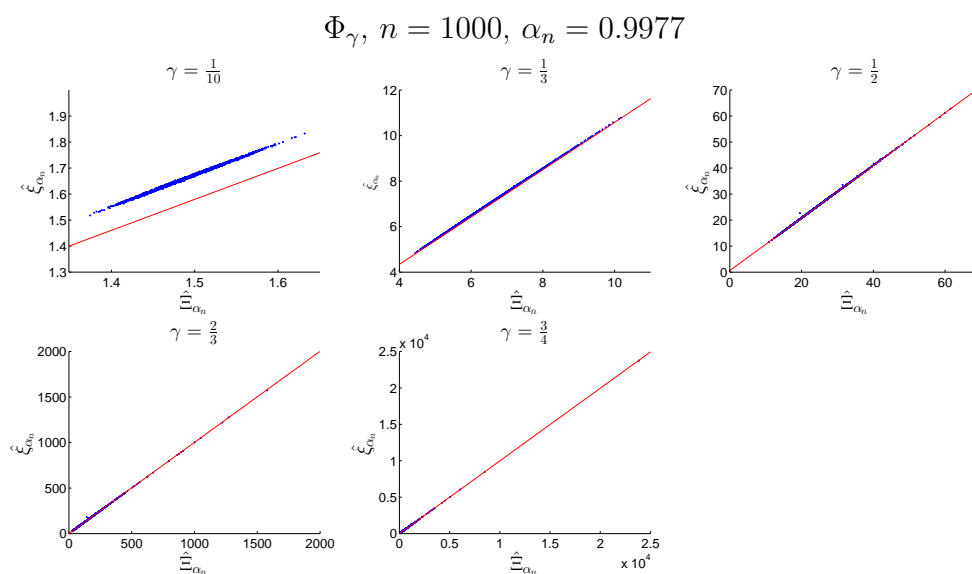 Φ_γ, n = 1000, α_n = 0.9977
γ = 1/10
1.9
1.8
1.7
1.6
1.5
1.4
1.3
ξ̂_{α_n}
1.4 1.5 1.6
Ξ̂_{α_n}
γ = 1/3
12
10
8
6
4
ξ̂_{α_n}
4 6 8 10
Ξ̂_{α_n}
γ = 1/2
70
60
50
40
30
20
10
0
ξ̂_{α_n}
0 20 40 60
Ξ̂_{α_n}
γ = 2/3
2000
1500
1000
500
0
ξ̂_{α_n}
0 500 1000 1500 2000
Ξ̂_{α_n}
γ = 3/4
x 10^4
2.5
2
1.5
1
0.5
0
ξ̂_{α_n}
0 0.5 1 1.5 2 2.5
Ξ̂_{α_n}
x 10^4